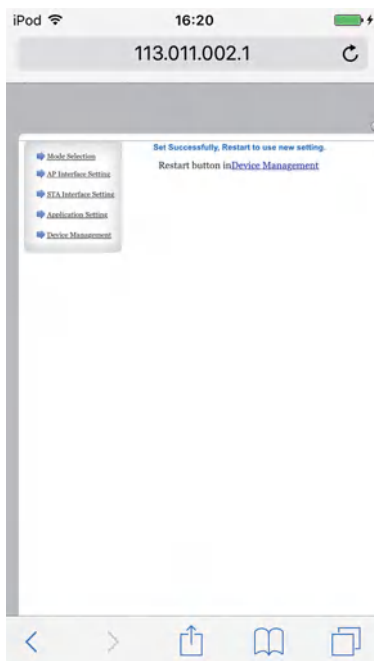 iPod 16:20
113.011.002.1
Set Successfully, Restart to use new setting.
Restart button inDevice Management
Mode Selection
AP Interface Setting
STA Interface Setting
Application Setting
Device Management